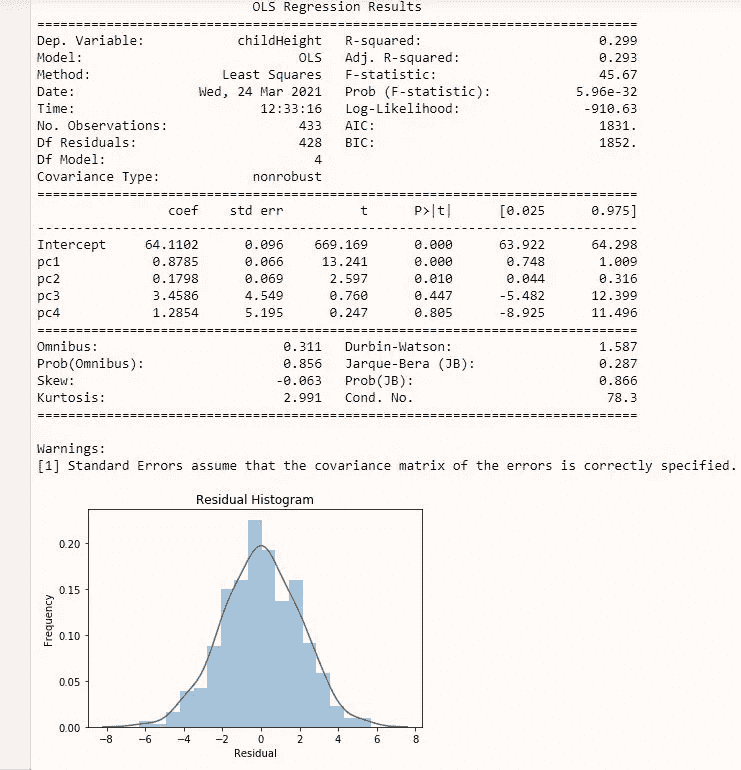 OLS Regression Results
==============================================================================
Dep. Variable: childHeight R-squared: 0.299
Model: OLS Adj. R-squared: 0.293
Method: Least Squares F-statistic: 45.67
Date: Wed, 24 Mar 2021 Prob (F-statistic): 5.96e-32
Time: 12:33:16 Log-Likelihood: -910.63
No. Observations: 433 AIC: 1831.
Df Residuals: 428 BIC: 1852.
Df Model: 4
Covariance Type: nonrobust
==============================================================================
coef std err t P>|t| [0.025 0.975]
------------------------------------------------------------------------------
Intercept 64.1102 0.096 669.169 0.000 63.922 64.298
pc1 0.8785 0.066 13.241 0.000 0.748 1.009
pc2 0.1798 0.069 2.597 0.010 0.044 0.316
pc3 3.4586 4.549 0.760 0.447 -5.482 12.399
pc4 1.2854 5.195 0.247 0.805 -8.925 11.496
==============================================================================
Omnibus: 0.311 Durbin-Watson: 1.587
Prob(Omnibus): 0.856 Jarque-Bera (JB): 0.287
Skew: -0.063 Prob(JB): 0.866
Kurtosis: 2.991 Cond. No. 78.3
==============================================================================
Warnings:
[1] Standard Errors assume that the covariance matrix of the errors is correctly specified.
Residual Histogram
0.20
0.15
0.10
0.05
0.00
Frequency
−8 −6 −4 −2 0 2 4 6 8
Residual